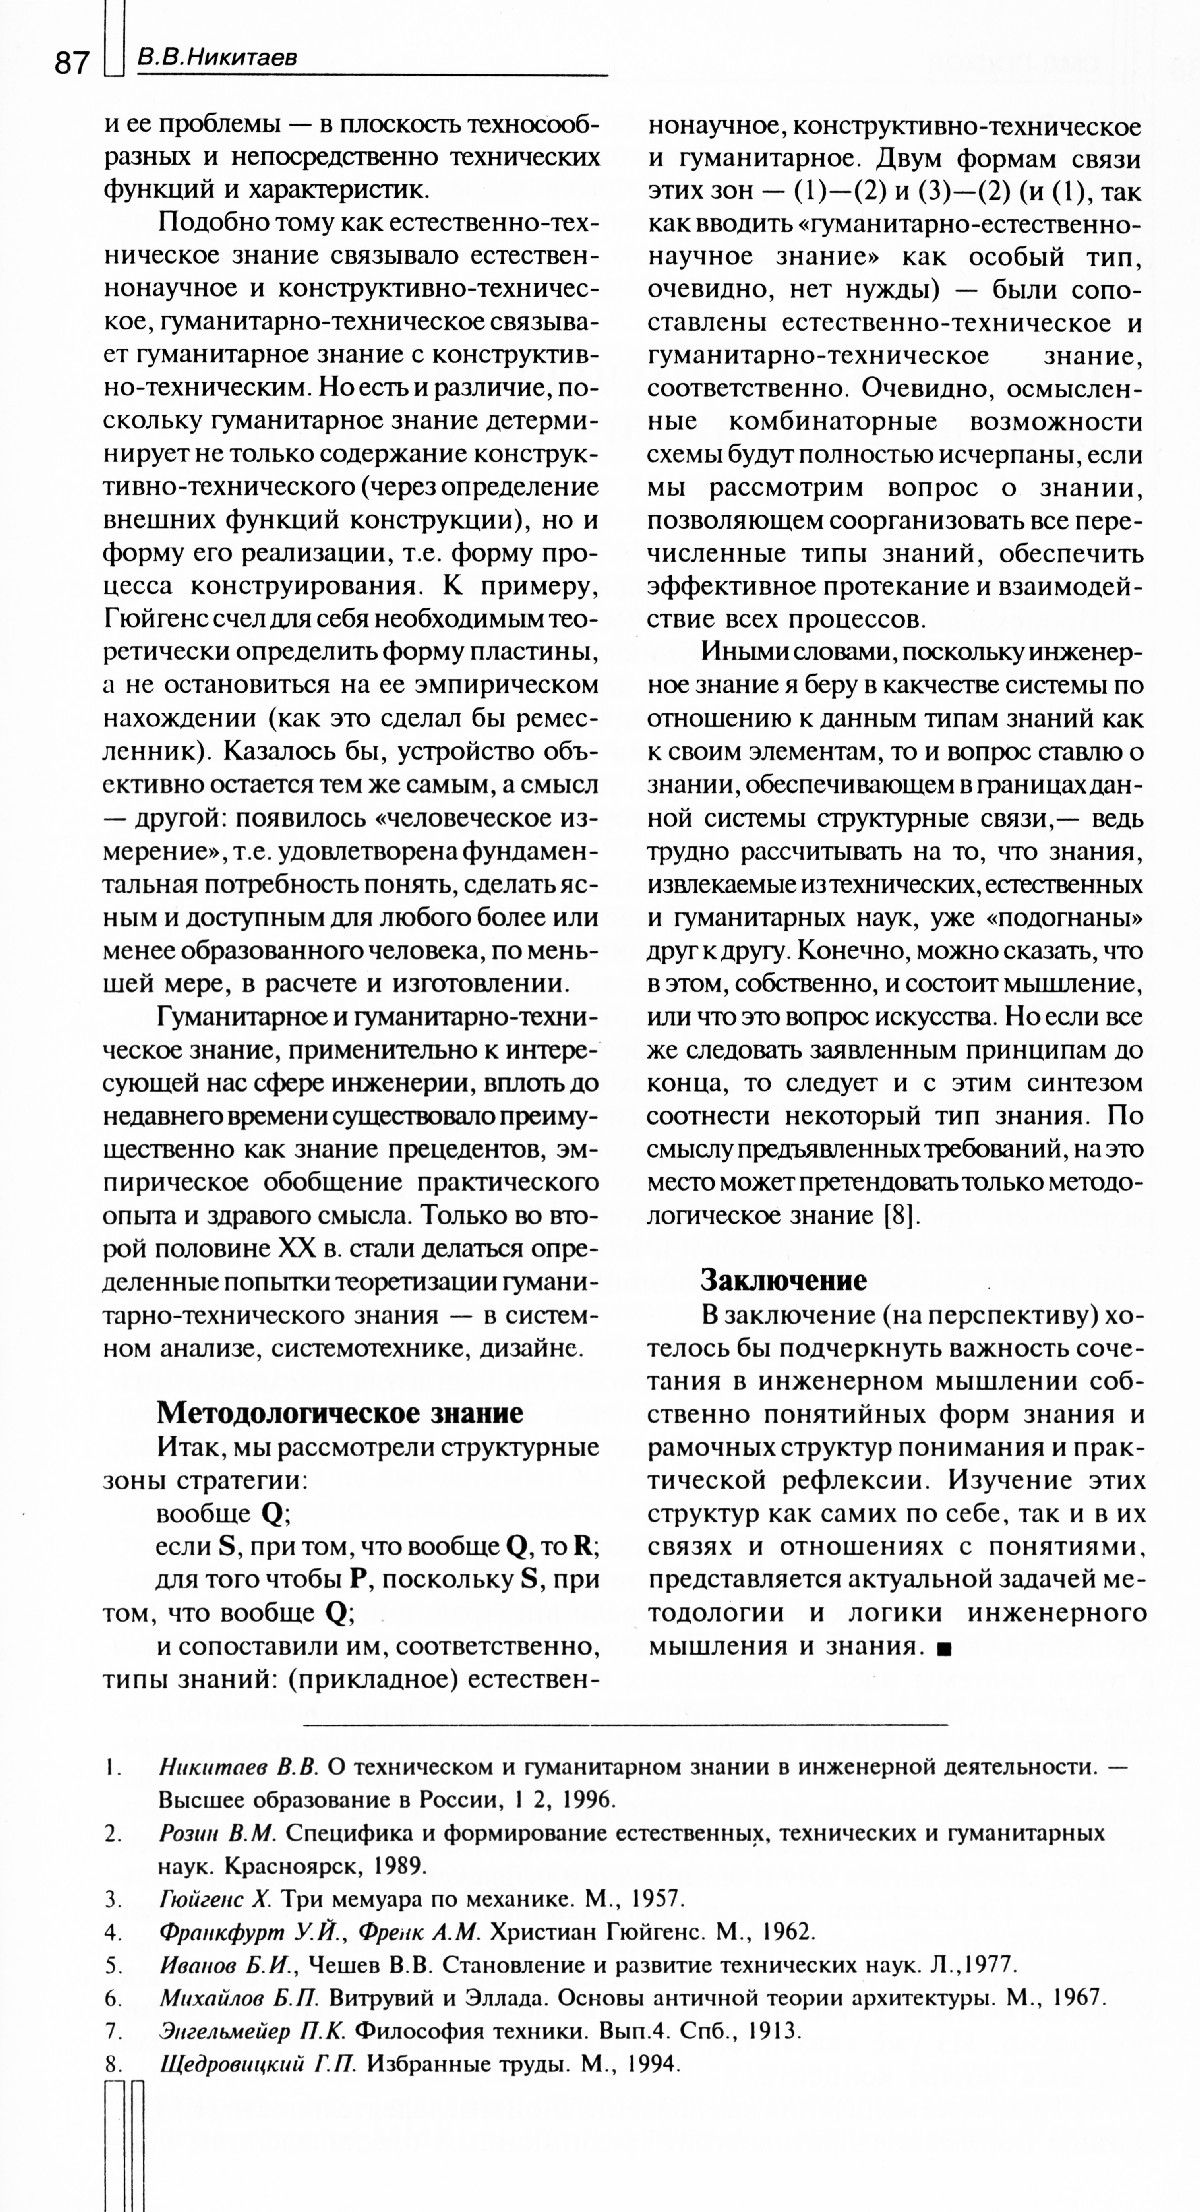 87
В.В.Никитаев
и ее проблемы — в плоскость техносооб-
разных и непосредственно технических
функций и характеристик.
Подобно тому как естественно-тех-
ническое знание связывало естествен-
нонаучное и конструктивно-техничес-
кое, гуманитарно-техническое связыва-
ет гуманитарное знание с конструктив-
но-техническим. Но есть и различие, по-
скольку гуманитарное знание детерми-
нирует не только содержание конструк-
тивно-технического (через определение
внешних функций конструкции), но и
форму его реализации, т.е. форму про-
цесса конструирования. К примеру,
Гюйгенс счел для себя необходимым тео-
ретически определить форму пластины,
а не остановиться на ее эмпирическом
нахождении (как это сделал бы ремес-
ленник). Казалось бы, устройство объ-
ективно остается тем же самым, а смысл
— другой: появилось «человеческое из-
мерение», т.е. удовлетворена фундамен-
тальная потребность понять, сделать яс-
ным и доступным для любого более или
менее образованного человека, по мень-
шей мере, в расчете и изготовлении.
Гуманитарное и гуманитарно-техни-
ческое знание, применительно к интере-
сующей нас сфере инженерии, вплоть до
недавнего времени существовало преиму-
щественно как знание прецедентов, эм-
пирическое обобщение практического
опыта и здравого смысла. Только во вто-
рой половине XX в. стали делаться опре-
деленные попытки теоретизации гумани-
тарно-технического знания — в систем-
ном анализе, системотехнике, дизайне.
Методологическое знание
Итак, мы рассмотрели структурные
зоны стратегии:
вообще Q;
если S, при том, что вообще Q, то R;
для того чтобы P, поскольку S, при
том, что вообще Q;
и сопоставили им, соответственно,
типы знаний: (прикладное) естествен-
нонаучное, конструктивно-техническое
и гуманитарное. Двум формам связи
этих зон — (1)—(2) и (3)—(2) (и (1), так
как вводить «гуманитарно-естественно-
научное знание» как особый тип,
очевидно, нет нужды) — были сопо-
ставлены естественно-техническое и
гуманитарно-техническое знание,
соответственно. Очевидно, осмыслен-
ные комбинаторные возможности
схемы будут полностью исчерпаны, если
мы рассмотрим вопрос о знании,
позволяющем соорганизовать все пере-
численные типы знаний, обеспечить
эффективное протекание и взаимодей-
ствие всех процессов.
Иными словами, поскольку инженер-
ное знание я беру в какчестве системы по
отношению к данным типам знаний как
к своим элементам, то и вопрос ставлю о
знании, обеспечивающем в границах дан-
ной системы структурные связи,— ведь
трудно рассчитывать на то, что знания,
извлекаемые из технических, естественных
и гуманитарных наук, уже «подогнаны»
друг к другу. Конечно, можно сказать, что
в этом, собственно, и состоит мышление,
или что это вопрос искусства. Но если все
же следовать заявленным принципам до
конца, то следует и с этим синтезом
соотнести некоторый тип знания. По
смыслу предъявленных требований, на это
место может претендовать только методо-
логическое знание [8].
Заключение
В заключение (на перспективу) хо-
телось бы подчеркнуть важность соче-
тания в инженерном мышлении соб-
ственно понятийных форм знания и
рамочных структур понимания и прак-
тической рефлексии. Изучение этих
структур как самих по себе, так и в их
связях и отношениях с понятиями,
представляется актуальной задачей ме-
тодологии и логики инженерного
мышления и знания. ■
1. Никитаев В.В. О техническом и гуманитарном знании в инженерной деятельности. —
Высшее образование в России, 1 2, 1996.
2. Розин В.М. Специфика и формирование естественных, технических и гуманитарных
наук. Красноярск, 1989.
3. Гюйгенс Х. Три мемуара по механике. М., 1957.
4. Франкфурт У.Й., Френк А.М. Христиан Гюйгенс. М., 1962.
5. Иванов Б.И., Чешев В.В. Становление и развитие технических наук. Л.,1977.
6. Михайлов Б.П. Витрувий и Эллада. Основы античной теории архитектуры. М., 1967.
7. Энгельмейер П.К. Философия техники. Вып.4. Спб., 1913.
8. Щедровицкий Г.П. Избранные труды. М., 1994.